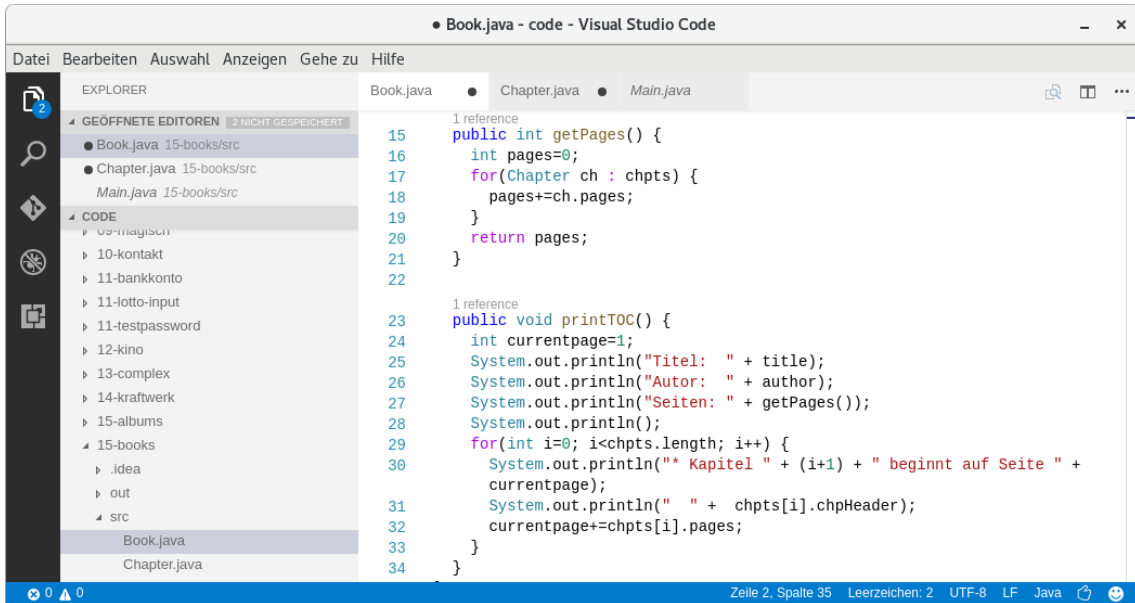 ● Book.java - code - Visual Studio Code
Datei Bearbeiten Auswahl Anzeigen Gehe zu Hilfe
EXPLORER
2
GEÖFFNETE EDITOREN 2 NICHT GESPEICHERT
● Book.java 15-books/src
● Chapter.java 15-books/src
Main.java 15-books/src
CODE
09-magisch
10-kontakt
11-bankkonto
11-lotto-input
11-testpassword
12-kino
13-complex
14-kraftwerk
15-albums
15-books
.idea
out
src
Book.java
Chapter.java
Book.java ● Chapter.java ● Main.java
1 reference
15 public int getPages() {
16 int pages=0;
17 for(Chapter ch : chpts) {
18 pages+=ch.pages;
19 }
20 return pages;
21 }
22
1 reference
23 public void printTOC() {
24 int currentpage=1;
25 System.out.println("Titel:  " + title);
26 System.out.println("Autor:  " + author);
27 System.out.println("Seiten: " + getPages());
28 System.out.println();
29 for(int i=0; i<chpts.length; i++) {
30 System.out.println("* Kapitel " + (i+1) + " beginnt auf Seite " +
currentpage);
31 System.out.println("  " +  chpts[i].chpHeader);
32 currentpage+=chpts[i].pages;
33 }
34 }
0 0 Zeile 2, Spalte 35 Leerzeichen: 2 UTF-8 LF Java